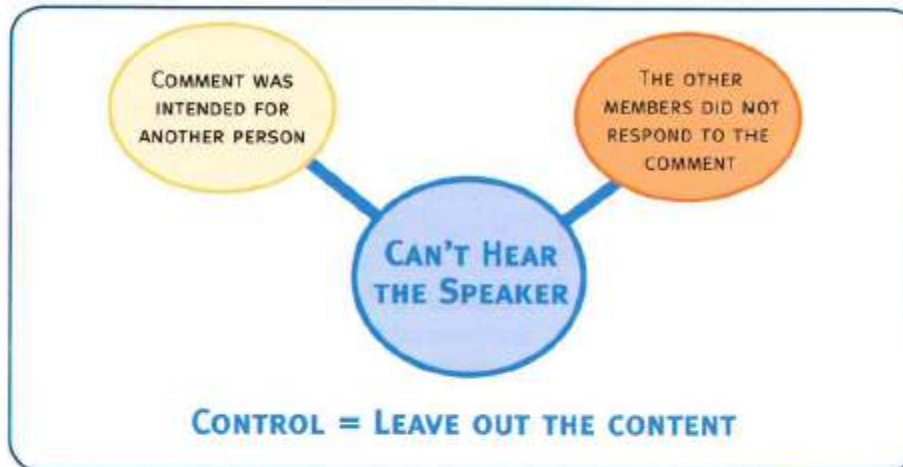 COMMENT WAS
INTENDED FOR
ANOTHER PERSON
THE OTHER
MEMBERS DID NOT
RESPOND TO THE
COMMENT
CAN'T HEAR
THE SPEAKER
CONTROL = LEAVE OUT THE CONTENT